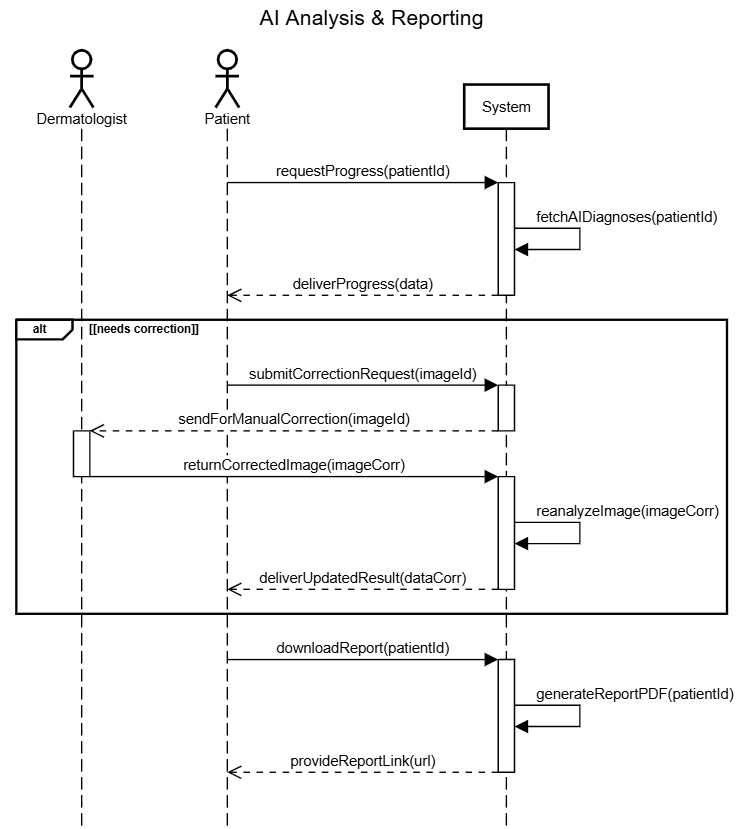 AI Analysis & Reporting
Dermatologist
Patient
System
requestProgress(patientId)
fetchAIDiagnoses(patientId)
deliverProgress(data)
alt
[[needs correction]]
submitCorrectionRequest(imageId)
sendForManualCorrection(imageId)
returnCorrectedImage(imageCorr)
reanalyzeImage(imageCorr)
deliverUpdatedResult(dataCorr)
downloadReport(patientId)
generateReportPDF(patientId)
provideReportLink(url)